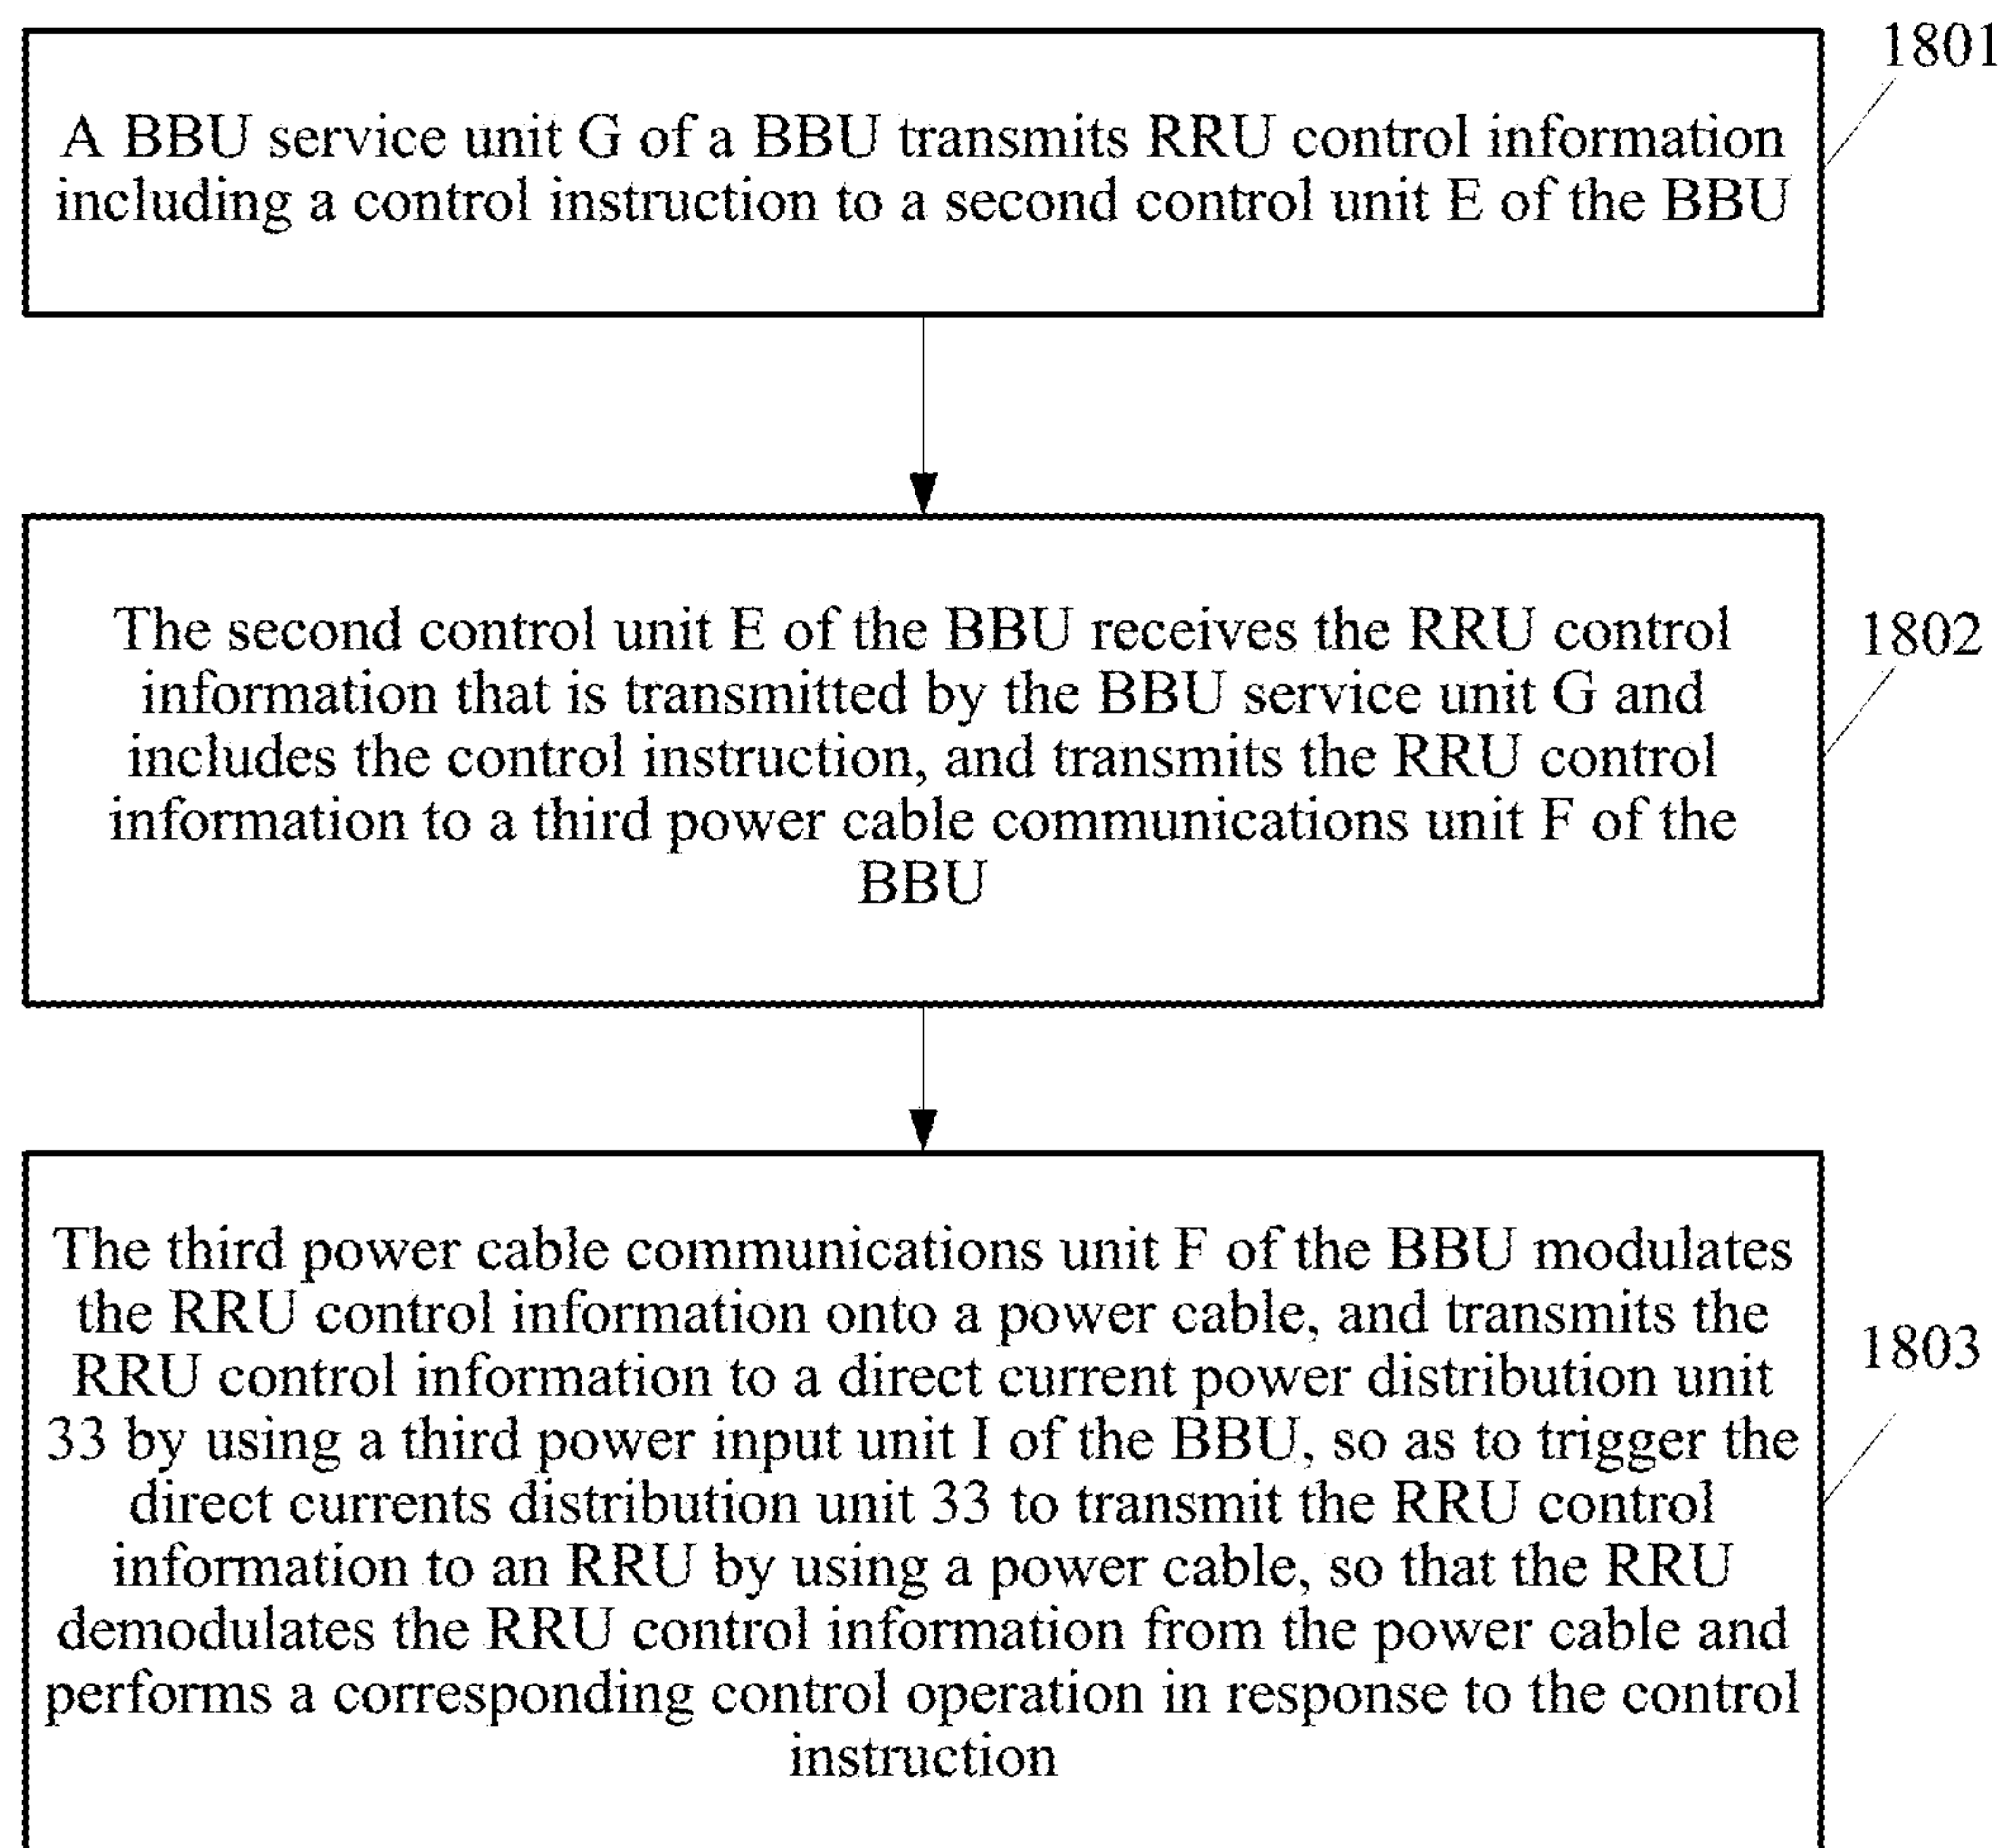 1801
A BBU service unit G of a BBU transmits RRU control information
including a control instruction to a second control unit E of the BBU
1802
The second control unit E of the BBU receives the RRU control
information that is transmitted by the BBU service unit G and
includes the control instruction, and transmits the RRU control
information to a third power cable communications unit F of the
BBU
1803
The third power cable communications unit F of the BBU modulates
the RRU control information onto a power cable, and transmits the
RRU control information to a direct current power distribution unit
33 by using a third power input unit I of the BBU, so as to trigger the
direct currents distribution unit 33 to transmit the RRU control
information to an RRU by using a power cable, so that the RRU
demodulates the RRU control information from the power cable and
performs a corresponding control operation in response to the control
instruction